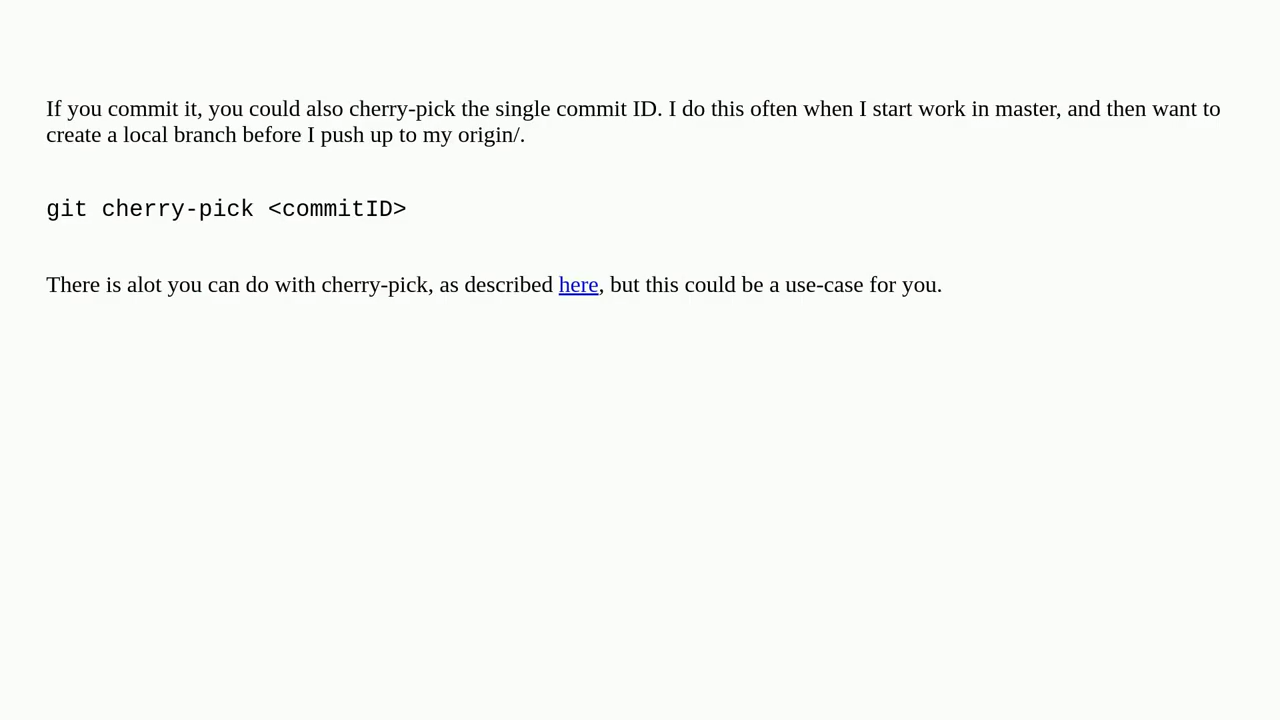 If you commit it, you could also cherry-pick the single commit ID. I do this often when I start work in master, and then want to
create a local branch before I push up to my origin/.
git cherry-pick <commitID>
There is alot you can do with cherry-pick, as described here, but this could be a use-case for you.